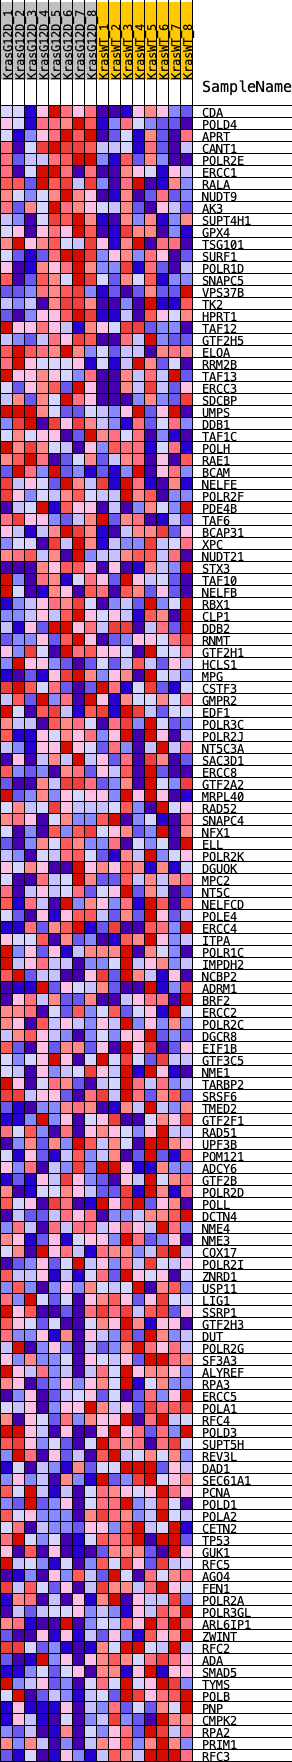 KrasG12D_1
KrasG12D_2
KrasG12D_3
KrasG12D_4
KrasG12D_5
KrasG12D_6
KrasG12D_7
KrasG12D_8
KrasWT_1
KrasWT_2
KrasWT_3
KrasWT_4
KrasWT_5
KrasWT_6
KrasWT_7
KrasWT_8
SampleName
CDA
POLD4
APRT
CANT1
POLR2E
ERCC1
RALA
NUDT9
AK3
SUPT4H1
GPX4
TSG101
SURF1
POLR1D
SNAPC5
VPS37B
TK2
HPRT1
TAF12
GTF2H5
ELOA
RRM2B
TAF13
ERCC3
SDCBP
UMPS
DDB1
TAF1C
POLH
RAE1
BCAM
NELFE
POLR2F
PDE4B
TAF6
BCAP31
XPC
NUDT21
STX3
TAF10
NELFB
RBX1
CLP1
DDB2
RNMT
GTF2H1
HCLS1
MPG
CSTF3
GMPR2
EDF1
POLR3C
POLR2J
NT5C3A
SAC3D1
ERCC8
GTF2A2
MRPL40
RAD52
SNAPC4
NFX1
ELL
POLR2K
DGUOK
MPC2
NT5C
NELFCD
POLE4
ERCC4
ITPA
POLR1C
IMPDH2
NCBP2
ADRM1
BRF2
ERCC2
POLR2C
DGCR8
EIF1B
GTF3C5
NME1
TARBP2
SRSF6
TMED2
GTF2F1
RAD51
UPF3B
POM121
ADCY6
GTF2B
POLR2D
POLL
DCTN4
NME4
NME3
COX17
POLR2I
ZNRD1
USP11
LIG1
SSRP1
GTF2H3
DUT
POLR2G
SF3A3
ALYREF
RPA3
ERCC5
POLA1
RFC4
POLD3
SUPT5H
REV3L
DAD1
SEC61A1
PCNA
POLD1
POLA2
CETN2
TP53
GUK1
RFC5
AGO4
FEN1
POLR2A
POLR3GL
ARL6IP1
ZWINT
RFC2
ADA
SMAD5
TYMS
POLB
PNP
CMPK2
RPA2
PRIM1
RFC3